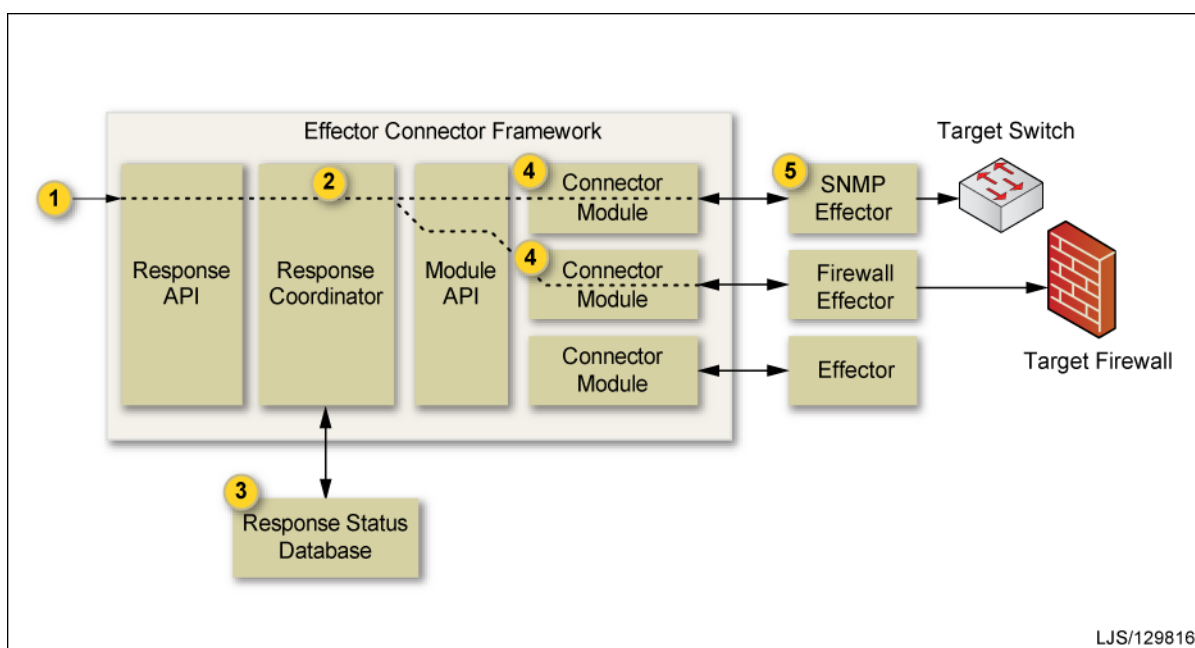 Effector Connector Framework
Target Switch
1
2
4
5
Connector
Module
SNMP
Effector
Response
API
Response
Coordinator
Module
API
4
Connector
Module
Firewall
Effector
Connector
Module
Effector
Target Firewall
3
Response Status
Database
LJS/129816